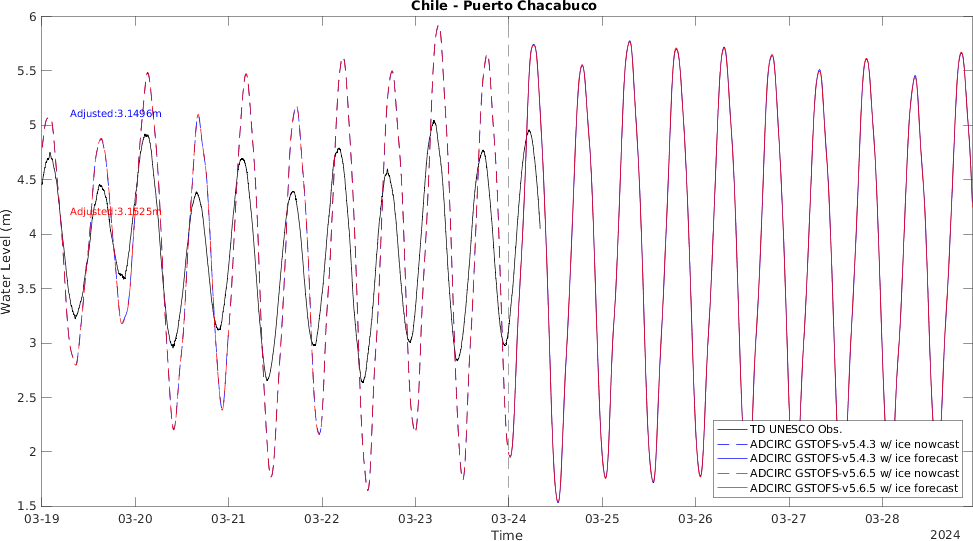 Chile - Puerto Chacabuco
6
5.5
5
4.5
4
3.5
3
2.5
2
1.5
Water Level (m)
Adjusted:3.1496m
Adjusted:3.1525m
TD UNESCO Obs.
ADCIRC GSTOFS-v5.4.3 w/ ice nowcast
ADCIRC GSTOFS-v5.4.3 w/ ice forecast
ADCIRC GSTOFS-v5.6.5 w/ ice nowcast
ADCIRC GSTOFS-v5.6.5 w/ ice forecast
03-19 03-20 03-21 03-22 03-23 03-24 03-25 03-26 03-27 03-28
Time
2024